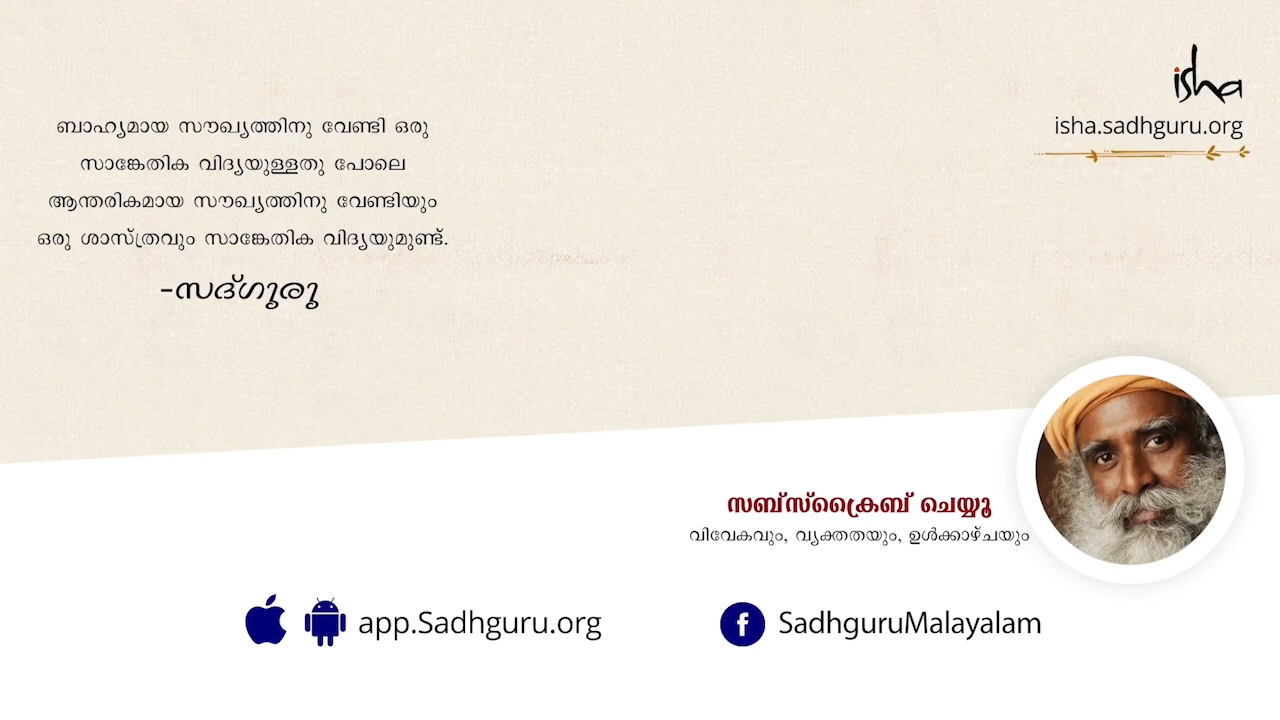 ബാഹ്യമായ സൗഖ്യത്തിനു വേണ്ടി ഒരു
സാങ്കേതിക വിദ്യയുള്ളതു പോലെ
ആന്തരികമായ സൗഖ്യത്തിനു വേണ്ടിയും
ഒരു ശാസ്ത്രവും സാങ്കേതിക വിദ്യയുമുണ്ട്.
-സദ്ഗുരു
isha
isha.sadhguru.org
സബ്സ്ക്രൈബ് ചെയ്യൂ
വിവേകവും, വ്യക്തതയും, ഉൾക്കാഴ്ചയും
app.Sadhguru.org
SadhguruMalayalam